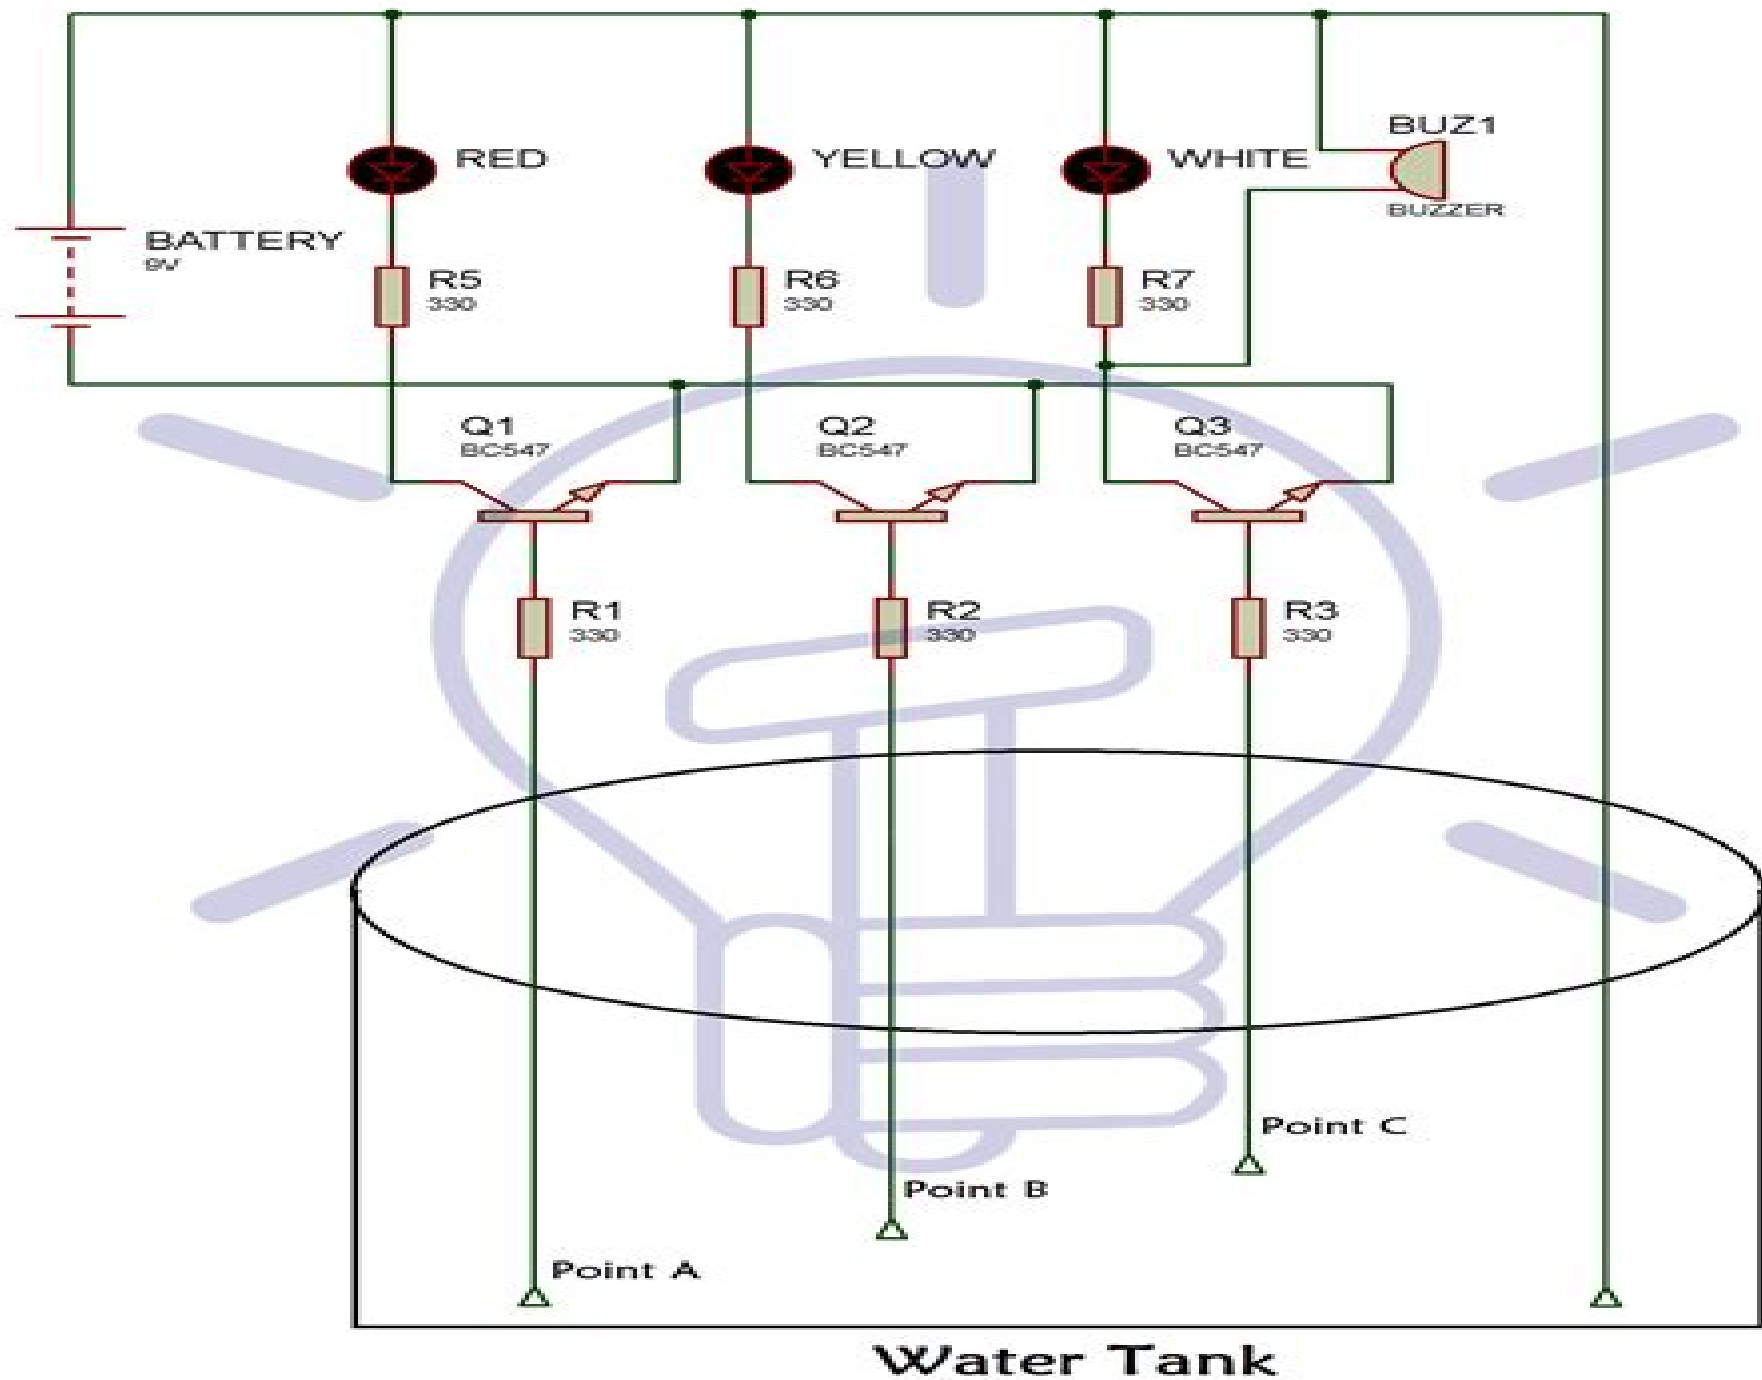 BUZ1
RED
YELLOW
WHITE
BUZZER
BATTERY
9V
R5
330
R6
330
R7
330
Q1
BC547
Q2
BC547
Q3
BC547
R1
330
R2
330
R3
330
Point C
Point B
Point A
Water Tank